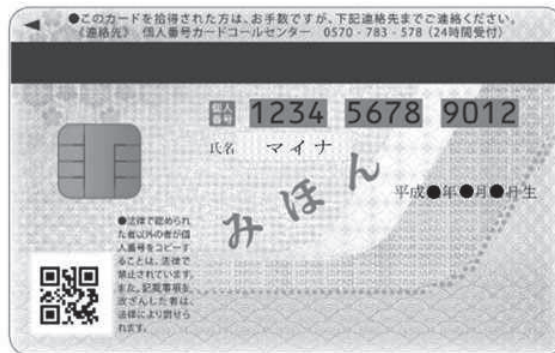 ●このカードを拾得された方は、お手数ですが、下記連絡先までご連絡ください。
《連絡先》 個人番号カードコールセンター 0570-783-578（24時間受付）
個人番号 1234 5678 9012
氏名 マイナ
みほん
平成●年●月●日生
●法律で認められ
た者以外の者が個
人番号をコピーす
ることは、法律で
禁止されています。
また、記載事項を
改ざんした者は、
法律により罰せら
れます。